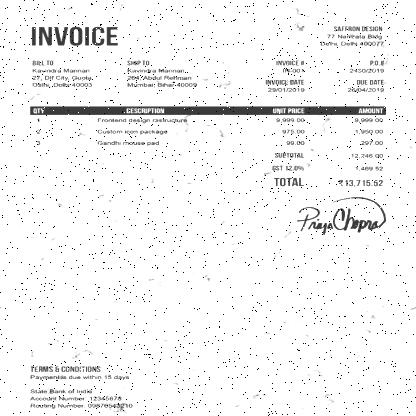 INVOICE
SAFFRON DESIGN
77 Namrata Bldg
Delhi, Delhi 400077
BILL TO
Kavindra Mannan
27, Dlf City, Gupta,
Delhi, Delhi 40003
SHIP TO
Kavindra Mannan,
264, Abdul Rehman
Mumbai, Bihar 40009
INVOICE #
INVOICE DATE
29/01/2019
P.O.#
2430/2019
DUE DATE
26/04/2019
QTY DESCRIPTION UNIT PRICE AMOUNT
1 Frontend design restructure 9,999.00 9,999.00
2 Custom icon package 975.00 1,950.00
3 Gandhi mouse pad 99.00 297.00
SUBTOTAL 12,246.00
GST 12.0% 1,469.52
TOTAL ₹13,715.52
Chopra
TERMS & CONDITIONS
Payment is due within 15 days
State Bank of India
Account Number: 12345678
Routing Number: 09876543210